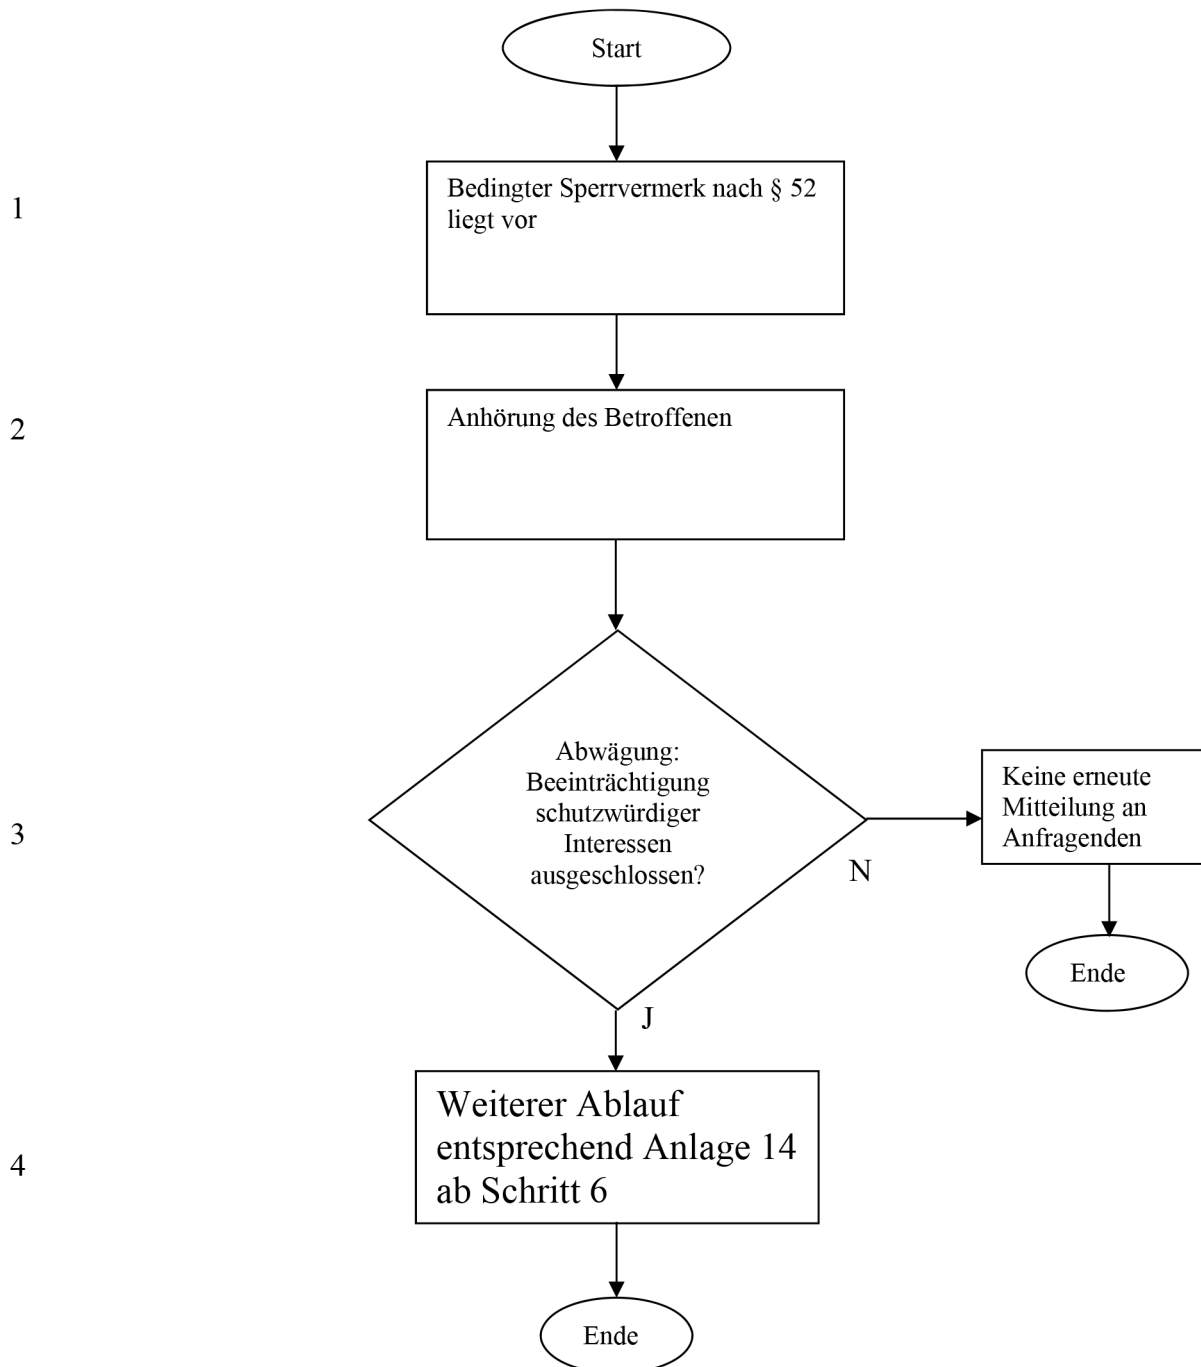 Start
1
Bedingter Sperrvermerk nach § 52
liegt vor
2
Anhörung des Betroffenen
3
Abwägung:
Beeinträchtigung
schutzwürdiger
Interessen
ausgeschlossen?
N
Keine erneute
Mitteilung an
Anfragenden
Ende
J
4
Weiterer Ablauf
entsprechend Anlage 14
ab Schritt 6
Ende